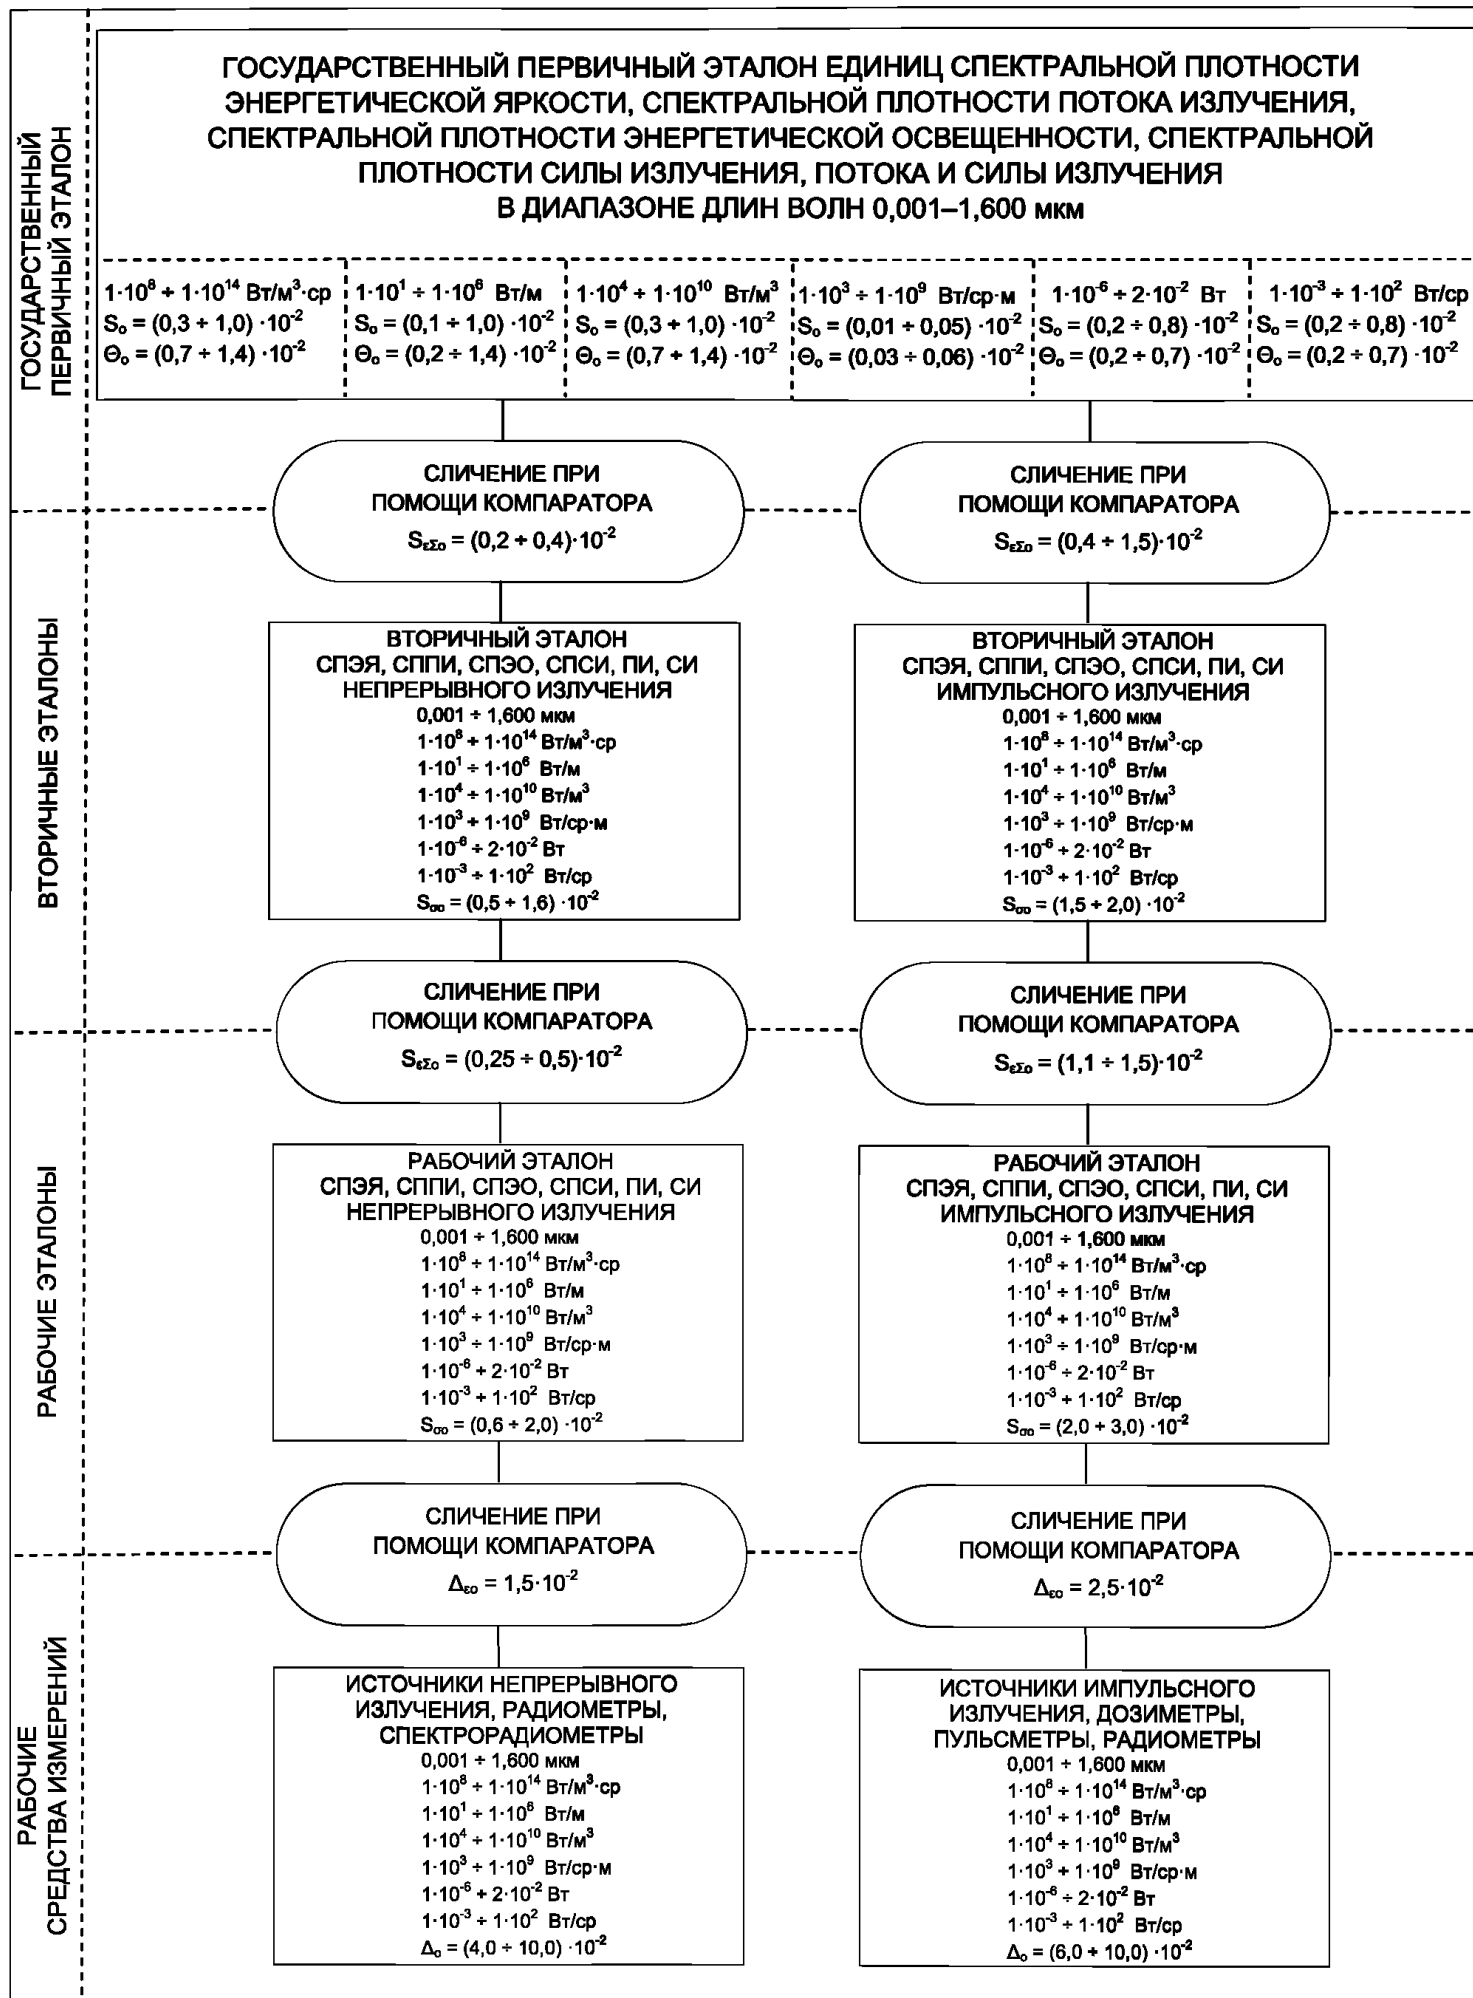 ГОСУДАРСТВЕННЫЙ
ПЕРВИЧНЫЙ ЭТАЛОН
ГОСУДАРСТВЕННЫЙ ПЕРВИЧНЫЙ ЭТАЛОН ЕДИНИЦ СПЕКТРАЛЬНОЙ ПЛОТНОСТИ
ЭНЕРГЕТИЧЕСКОЙ ЯРКОСТИ, СПЕКТРАЛЬНОЙ ПЛОТНОСТИ ПОТОКА ИЗЛУЧЕНИЯ,
СПЕКТРАЛЬНОЙ ПЛОТНОСТИ ЭНЕРГЕТИЧЕСКОЙ ОСВЕЩЕННОСТИ, СПЕКТРАЛЬНОЙ
ПЛОТНОСТИ СИЛЫ ИЗЛУЧЕНИЯ, ПОТОКА И СИЛЫ ИЗЛУЧЕНИЯ
В ДИАПАЗОНЕ ДЛИН ВОЛН 0,001–1,600 мкм
1·10⁸ ÷ 1·10¹⁴ Вт/м³·ср
Sₒ = (0,3 ÷ 1,0) ·10⁻²
Θₒ = (0,7 ÷ 1,4) ·10⁻²
1·10¹ ÷ 1·10⁶ Вт/м
Sₒ = (0,1 ÷ 1,0) ·10⁻²
Θₒ = (0,2 ÷ 1,4) ·10⁻²
1·10⁴ ÷ 1·10¹⁰ Вт/м³
Sₒ = (0,3 ÷ 1,0) ·10⁻²
Θₒ = (0,7 ÷ 1,4) ·10⁻²
1·10³ ÷ 1·10⁹ Вт/ср·м
Sₒ = (0,01 ÷ 0,05) ·10⁻²
Θₒ = (0,03 ÷ 0,06) ·10⁻²
1·10⁻⁶ ÷ 2·10⁻² Вт
Sₒ = (0,2 ÷ 0,8) ·10⁻²
Θₒ = (0,2 ÷ 0,7) ·10⁻²
1·10⁻³ ÷ 1·10² Вт/ср
Sₒ = (0,2 ÷ 0,8) ·10⁻²
Θₒ = (0,2 ÷ 0,7) ·10⁻²
СЛИЧЕНИЕ ПРИ
ПОМОЩИ КОМПАРАТОРА
S_εΣo = (0,2 ÷ 0,4)·10⁻²
СЛИЧЕНИЕ ПРИ
ПОМОЩИ КОМПАРАТОРА
S_εΣo = (0,4 ÷ 1,5)·10⁻²
ВТОРИЧНЫЕ ЭТАЛОНЫ
ВТОРИЧНЫЙ ЭТАЛОН
СПЭЯ, СППИ, СПЭО, СПСИ, ПИ, СИ
НЕПРЕРЫВНОГО ИЗЛУЧЕНИЯ
0,001 ÷ 1,600 мкм
1·10⁸ ÷ 1·10¹⁴ Вт/м³·ср
1·10¹ ÷ 1·10⁶ Вт/м
1·10⁴ ÷ 1·10¹⁰ Вт/м³
1·10³ ÷ 1·10⁹ Вт/ср·м
1·10⁻⁶ ÷ 2·10⁻² Вт
1·10⁻³ ÷ 1·10² Вт/ср
S_σo = (0,5 ÷ 1,6) ·10⁻²
ВТОРИЧНЫЙ ЭТАЛОН
СПЭЯ, СППИ, СПЭО, СПСИ, ПИ, СИ
ИМПУЛЬСНОГО ИЗЛУЧЕНИЯ
0,001 ÷ 1,600 мкм
1·10⁸ ÷ 1·10¹⁴ Вт/м³·ср
1·10¹ ÷ 1·10⁶ Вт/м
1·10⁴ ÷ 1·10¹⁰ Вт/м³
1·10³ ÷ 1·10⁹ Вт/ср·м
1·10⁻⁶ ÷ 2·10⁻² Вт
1·10⁻³ ÷ 1·10² Вт/ср
S_σo = (1,5 ÷ 2,0) ·10⁻²
СЛИЧЕНИЕ ПРИ
ПОМОЩИ КОМПАРАТОРА
S_εΣo = (0,25 ÷ 0,5)·10⁻²
СЛИЧЕНИЕ ПРИ
ПОМОЩИ КОМПАРАТОРА
S_εΣo = (1,1 ÷ 1,5)·10⁻²
РАБОЧИЕ ЭТАЛОНЫ
РАБОЧИЙ ЭТАЛОН
СПЭЯ, СППИ, СПЭО, СПСИ, ПИ, СИ
НЕПРЕРЫВНОГО ИЗЛУЧЕНИЯ
0,001 ÷ 1,600 мкм
1·10⁸ ÷ 1·10¹⁴ Вт/м³·ср
1·10¹ ÷ 1·10⁶ Вт/м
1·10⁴ ÷ 1·10¹⁰ Вт/м³
1·10³ ÷ 1·10⁹ Вт/ср·м
1·10⁻⁶ ÷ 2·10⁻² Вт
1·10⁻³ ÷ 1·10² Вт/ср
S_σo = (0,6 ÷ 2,0) ·10⁻²
РАБОЧИЙ ЭТАЛОН
СПЭЯ, СППИ, СПЭО, СПСИ, ПИ, СИ
ИМПУЛЬСНОГО ИЗЛУЧЕНИЯ
0,001 ÷ 1,600 мкм
1·10⁸ ÷ 1·10¹⁴ Вт/м³·ср
1·10¹ ÷ 1·10⁶ Вт/м
1·10⁴ ÷ 1·10¹⁰ Вт/м³
1·10³ ÷ 1·10⁹ Вт/ср·м
1·10⁻⁶ ÷ 2·10⁻² Вт
1·10⁻³ ÷ 1·10² Вт/ср
S_σo = (2,0 ÷ 3,0) ·10⁻²
СЛИЧЕНИЕ ПРИ
ПОМОЩИ КОМПАРАТОРА
Δ_εo = 1,5·10⁻²
СЛИЧЕНИЕ ПРИ
ПОМОЩИ КОМПАРАТОРА
Δ_εo = 2,5·10⁻²
РАБОЧИЕ
СРЕДСТВА ИЗМЕРЕНИЙ
ИСТОЧНИКИ НЕПРЕРЫВНОГО
ИЗЛУЧЕНИЯ, РАДИОМЕТРЫ,
СПЕКТРОРАДИОМЕТРЫ
0,001 ÷ 1,600 мкм
1·10⁸ ÷ 1·10¹⁴ Вт/м³·ср
1·10¹ ÷ 1·10⁶ Вт/м
1·10⁴ ÷ 1·10¹⁰ Вт/м³
1·10³ ÷ 1·10⁹ Вт/ср·м
1·10⁻⁶ ÷ 2·10⁻² Вт
1·10⁻³ ÷ 1·10² Вт/ср
Δₒ = (4,0 ÷ 10,0) ·10⁻²
ИСТОЧНИКИ ИМПУЛЬСНОГО
ИЗЛУЧЕНИЯ, ДОЗИМЕТРЫ,
ПУЛЬСМЕТРЫ, РАДИОМЕТРЫ
0,001 ÷ 1,600 мкм
1·10⁸ ÷ 1·10¹⁴ Вт/м³·ср
1·10¹ ÷ 1·10⁶ Вт/м
1·10⁴ ÷ 1·10¹⁰ Вт/м³
1·10³ ÷ 1·10⁹ Вт/ср·м
1·10⁻⁶ ÷ 2·10⁻² Вт
1·10⁻³ ÷ 1·10² Вт/ср
Δₒ = (6,0 ÷ 10,0) ·10⁻²